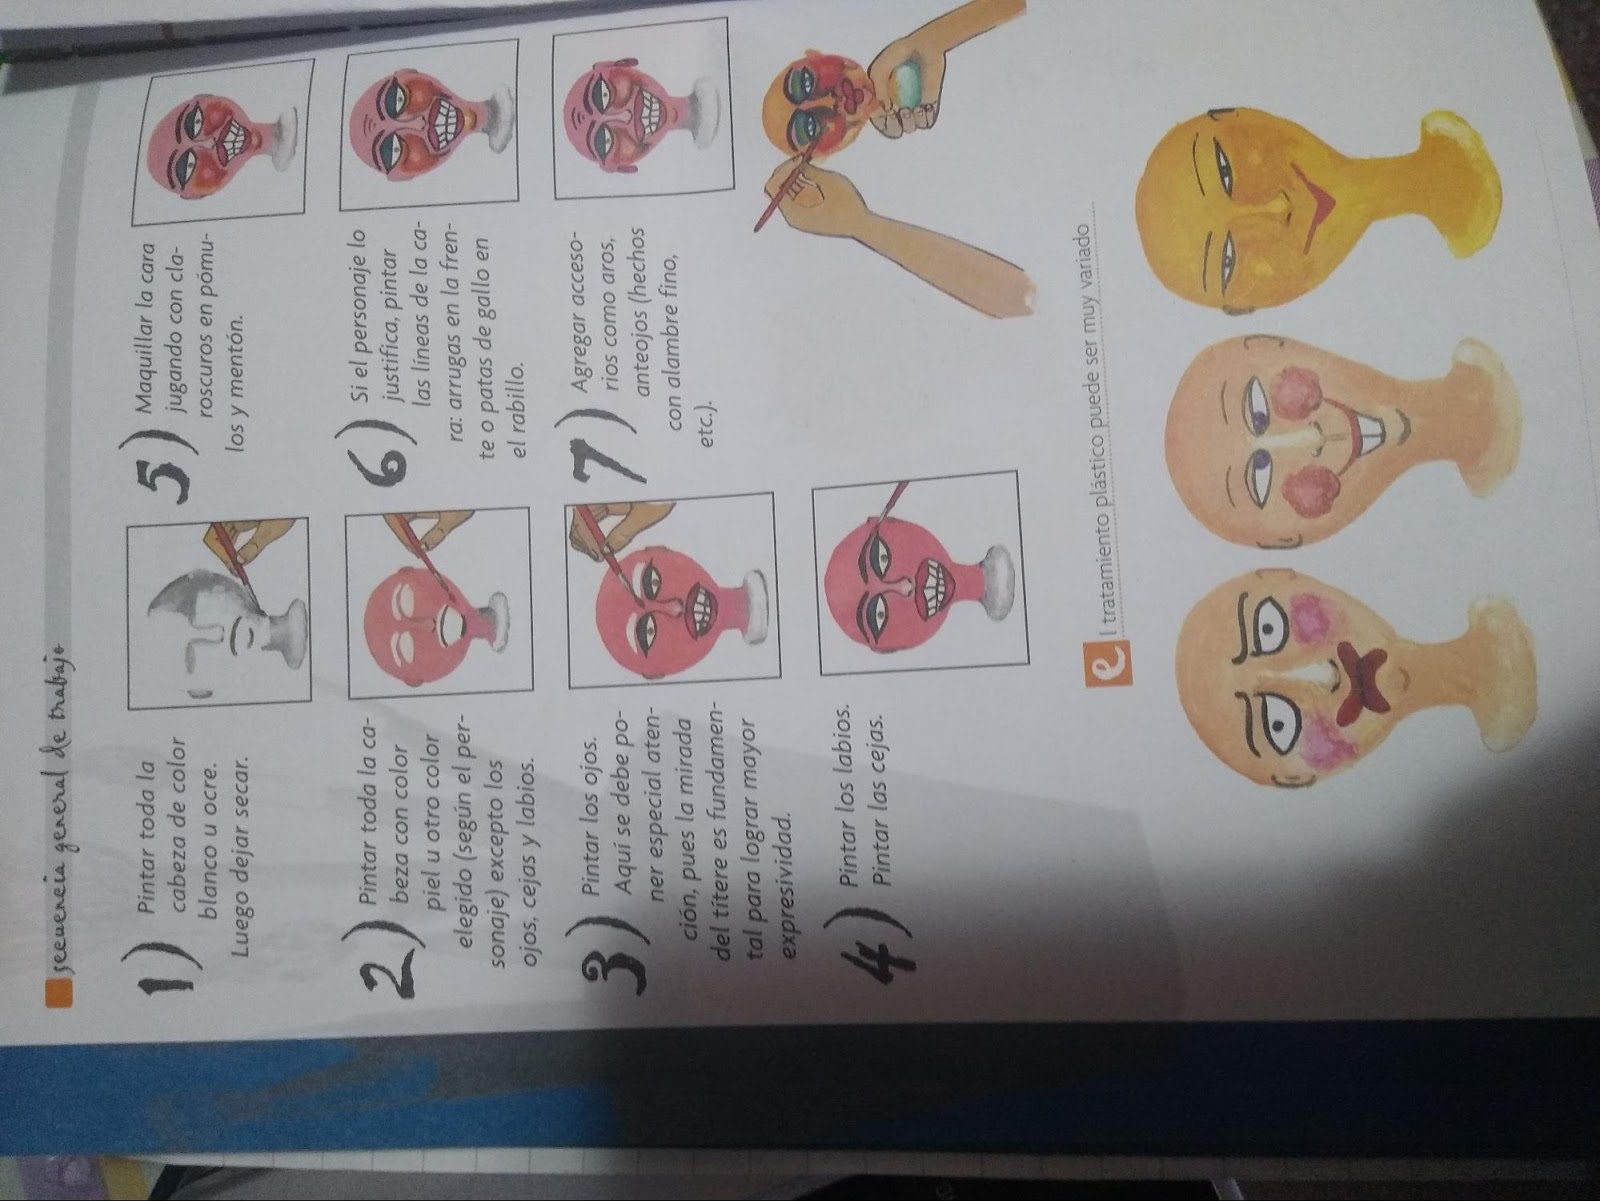 secuencia general de trabajo
1) Pintar toda la
cabeza de color
blanco u ocre.
Luego dejar secar.
2) Pintar toda la ca-
beza con color
piel u otro color
elegido (según el per-
sonaje) excepto los
ojos, cejas y labios.
3) Pintar los ojos.
Aquí se debe po-
ner especial aten-
ción, pues la mirada
del títere es fundamen-
tal para lograr mayor
expresividad.
4) Pintar los labios.
Pintar las cejas.
5) Maquillar la cara
jugando con cla-
roscuros en pómu-
los y mentón.
6) Si el personaje lo
justifica, pintar
las líneas de la ca-
ra: arrugas en la fren-
te o patas de gallo en
el rabillo.
7) Agregar acceso-
rios como aros,
anteojos (hechos
con alambre fino,
etc.).
el tratamiento plástico puede ser muy variado